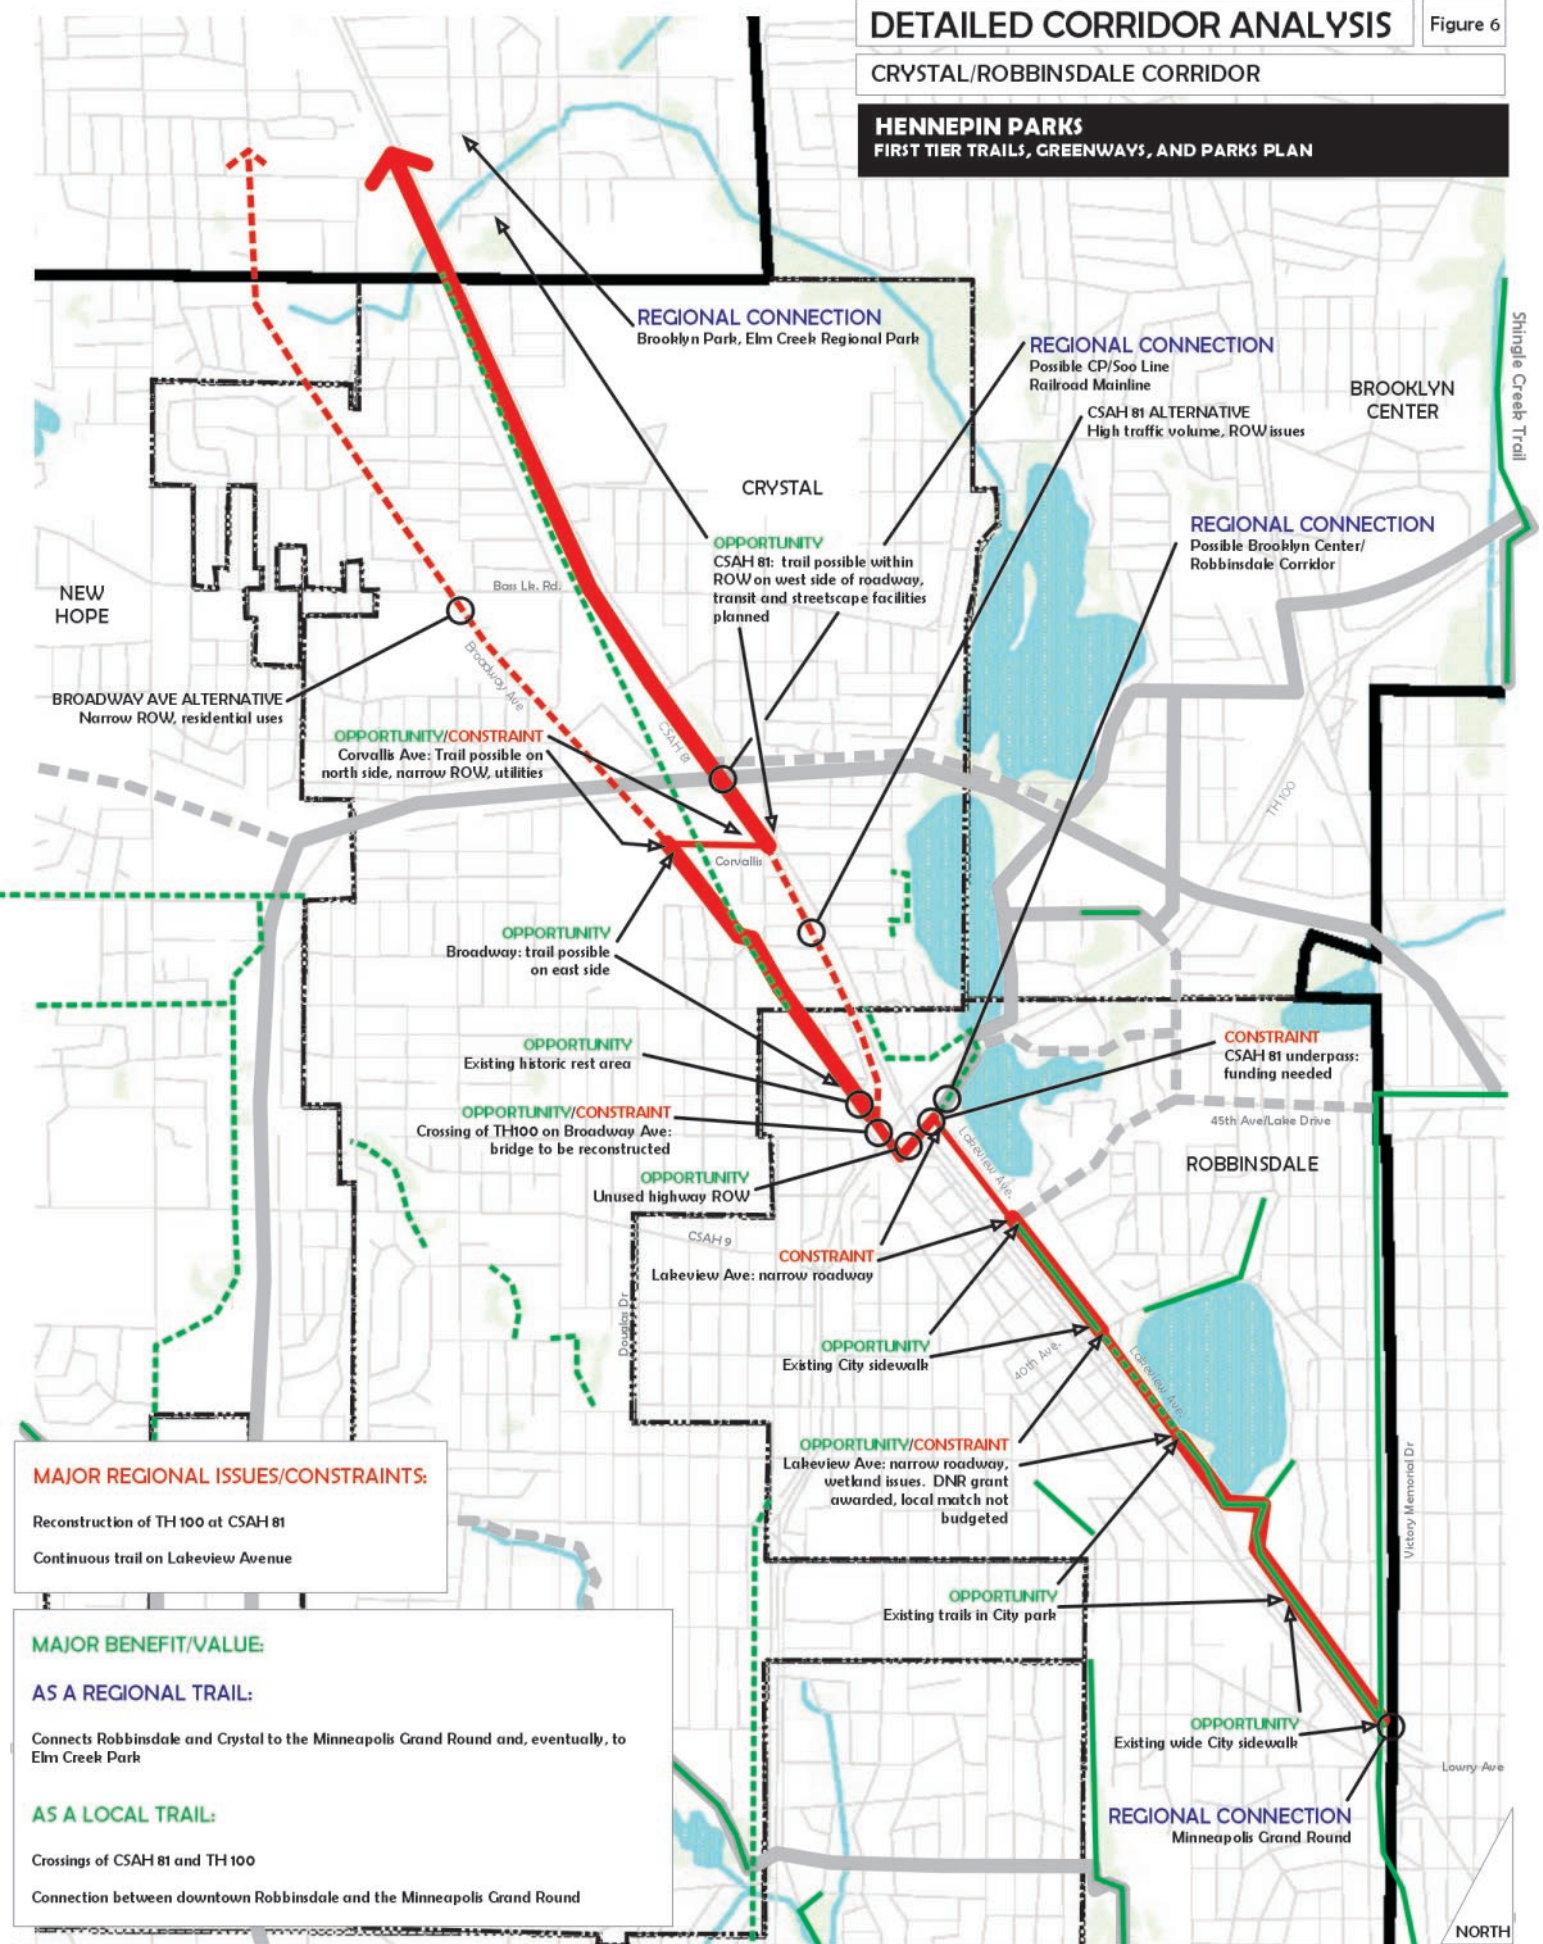 DETAILED CORRIDOR ANALYSIS
Figure 6
CRYSTAL/ROBBINSDALE CORRIDOR
HENNEPIN PARKS
FIRST TIER TRAILS, GREENWAYS, AND PARKS PLAN
REGIONAL CONNECTION
Brooklyn Park, Elm Creek Regional Park
REGIONAL CONNECTION
Possible CP/Soo Line
Railroad Mainline
CSAH 81 ALTERNATIVE
High traffic volume, ROW issues
BROOKLYN
CENTER
Shingle Creek Trail
CRYSTAL
REGIONAL CONNECTION
Possible Brooklyn Center/
Robbinsdale Corridor
OPPORTUNITY
CSAH 81: trail possible within
ROW on west side of roadway,
transit and streetscape facilities
planned
NEW
HOPE
Bass Lk. Rd.
Broadway Ave
BROADWAY AVE ALTERNATIVE
Narrow ROW, residential uses
CSAH 81
OPPORTUNITY/CONSTRAINT
Corvallis Ave: Trail possible on
north side, narrow ROW, utilities
TH 100
Corvallis
OPPORTUNITY
Broadway: trail possible
on east side
OPPORTUNITY
Existing historic rest area
CONSTRAINT
CSAH 81 underpass:
funding needed
OPPORTUNITY/CONSTRAINT
Crossing of TH100 on Broadway Ave:
bridge to be reconstructed
45th Ave/Lake Drive
Lakeview Ave.
ROBBINSDALE
OPPORTUNITY
Unused highway ROW
CSAH 9
CONSTRAINT
Lakeview Ave: narrow roadway
Douglas Dr
OPPORTUNITY
Existing City sidewalk
40th Ave.
Lakeview Ave.
OPPORTUNITY/CONSTRAINT
Lakeview Ave: narrow roadway,
wetland issues. DNR grant
awarded, local match not
budgeted
Victory Memorial Dr
MAJOR REGIONAL ISSUES/CONSTRAINTS:
Reconstruction of TH 100 at CSAH 81
Continuous trail on Lakeview Avenue
OPPORTUNITY
Existing trails in City park
MAJOR BENEFIT/VALUE:
AS A REGIONAL TRAIL:
Connects Robbinsdale and Crystal to the Minneapolis Grand Round and, eventually, to
Elm Creek Park
AS A LOCAL TRAIL:
Crossings of CSAH 81 and TH 100
Connection between downtown Robbinsdale and the Minneapolis Grand Round
OPPORTUNITY
Existing wide City sidewalk
Lowry Ave
REGIONAL CONNECTION
Minneapolis Grand Round
NORTH